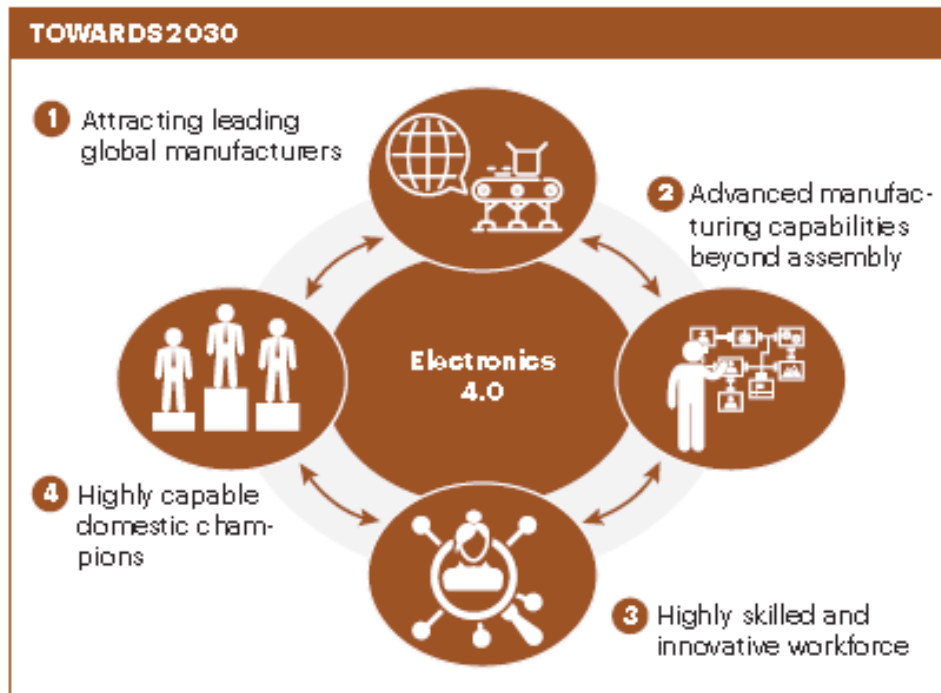 TOWARDS 2030
1 Attracting leading
global manufacturers
2 Advanced manufac-
turing capabilities
beyond assembly
Electronics
4.0
4 Highly capable
domestic cham-
pions
3 Highly skilled and
innovative workforce